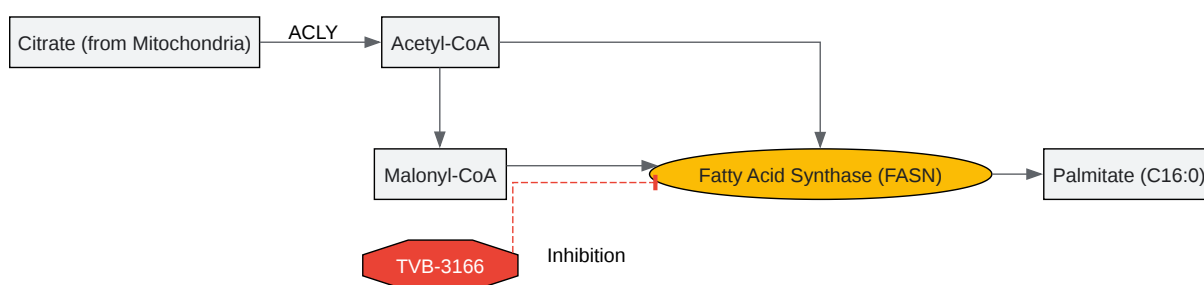 Citrate (from Mitochondria)
ACLY
Acetyl-CoA
Malonyl-CoA
Fatty Acid Synthase (FASN)
Palmitate (C16:0)
TVB-3166
Inhibition